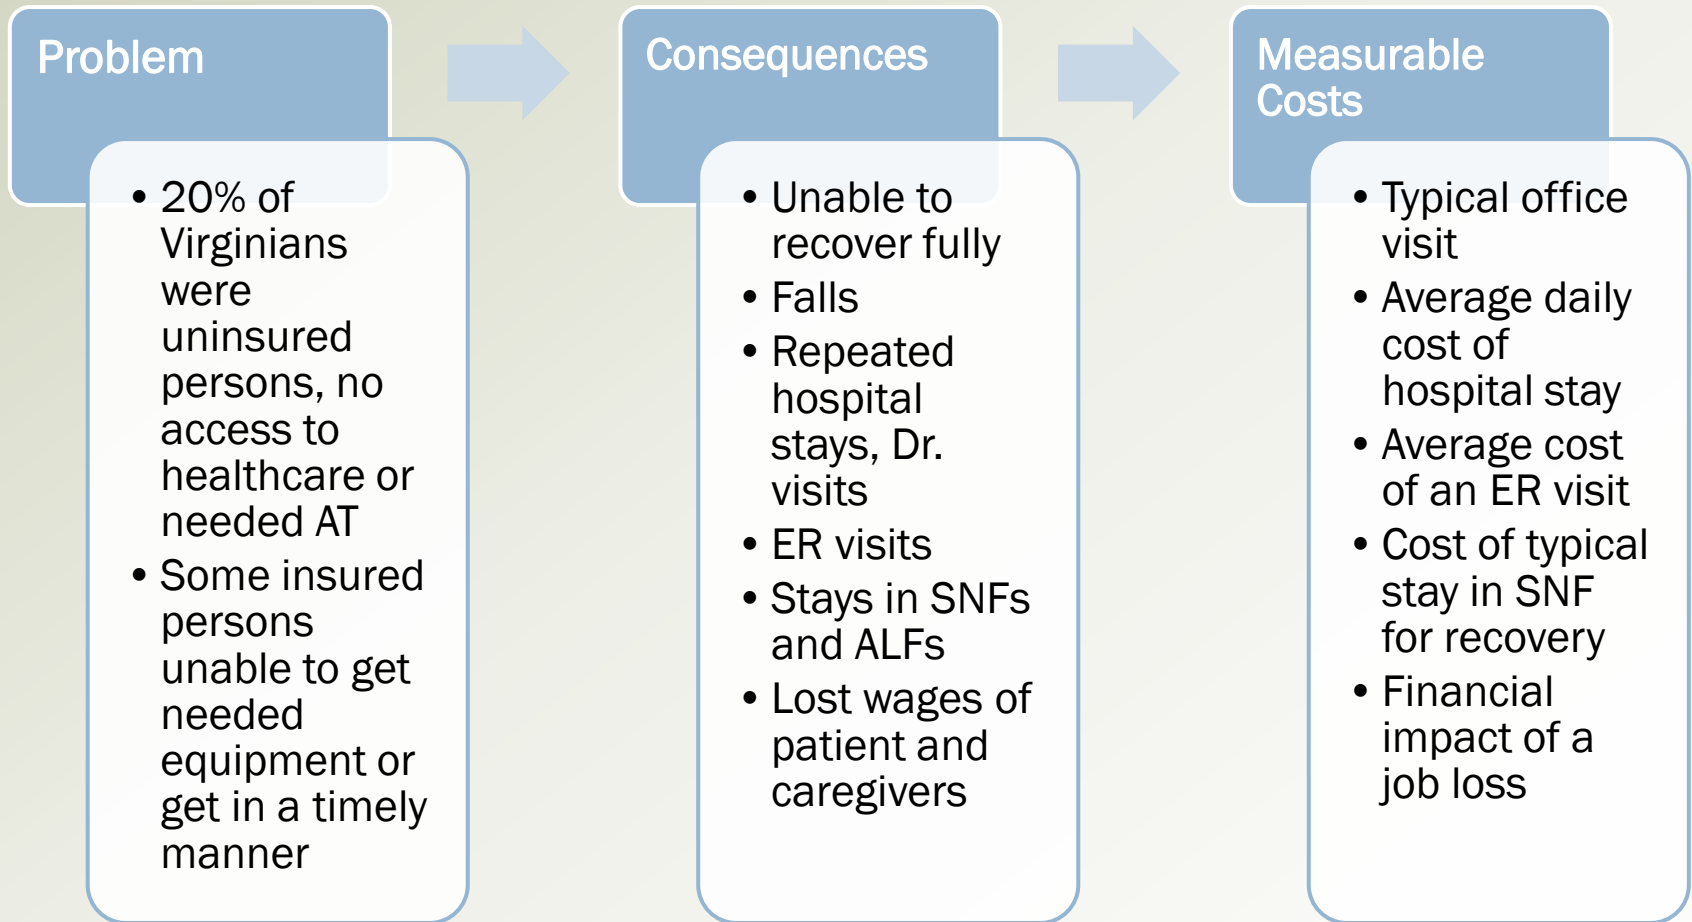 Problem
• 20% of
Virginians
were
uninsured
persons, no
access to
healthcare or
needed AT
• Some insured
persons
unable to get
needed
equipment or
get in a timely
manner
Consequences
• Unable to
recover fully
• Falls
• Repeated
hospital
stays, Dr.
visits
• ER visits
• Stays in SNFs
and ALFs
• Lost wages of
patient and
caregivers
Measurable
Costs
• Typical office
visit
• Average daily
cost of
hospital stay
• Average cost
of an ER visit
• Cost of typical
stay in SNF
for recovery
• Financial
impact of a
job loss